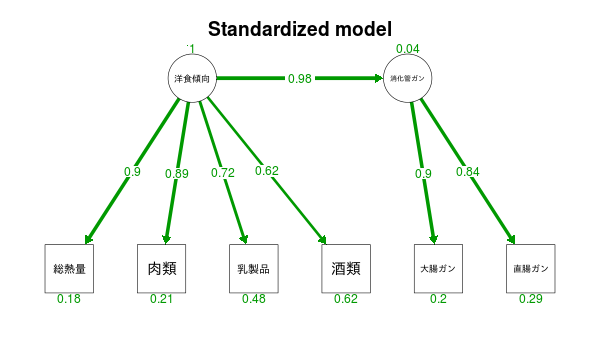 Standardized model
1 0.04
洋食傾向 0.98 消化管ガン
0.9 0.89 0.72 0.62 0.9 0.84
総熱量 肉類 乳製品 酒類 大腸ガン 直腸ガン
0.18 0.21 0.48 0.62 0.2 0.29